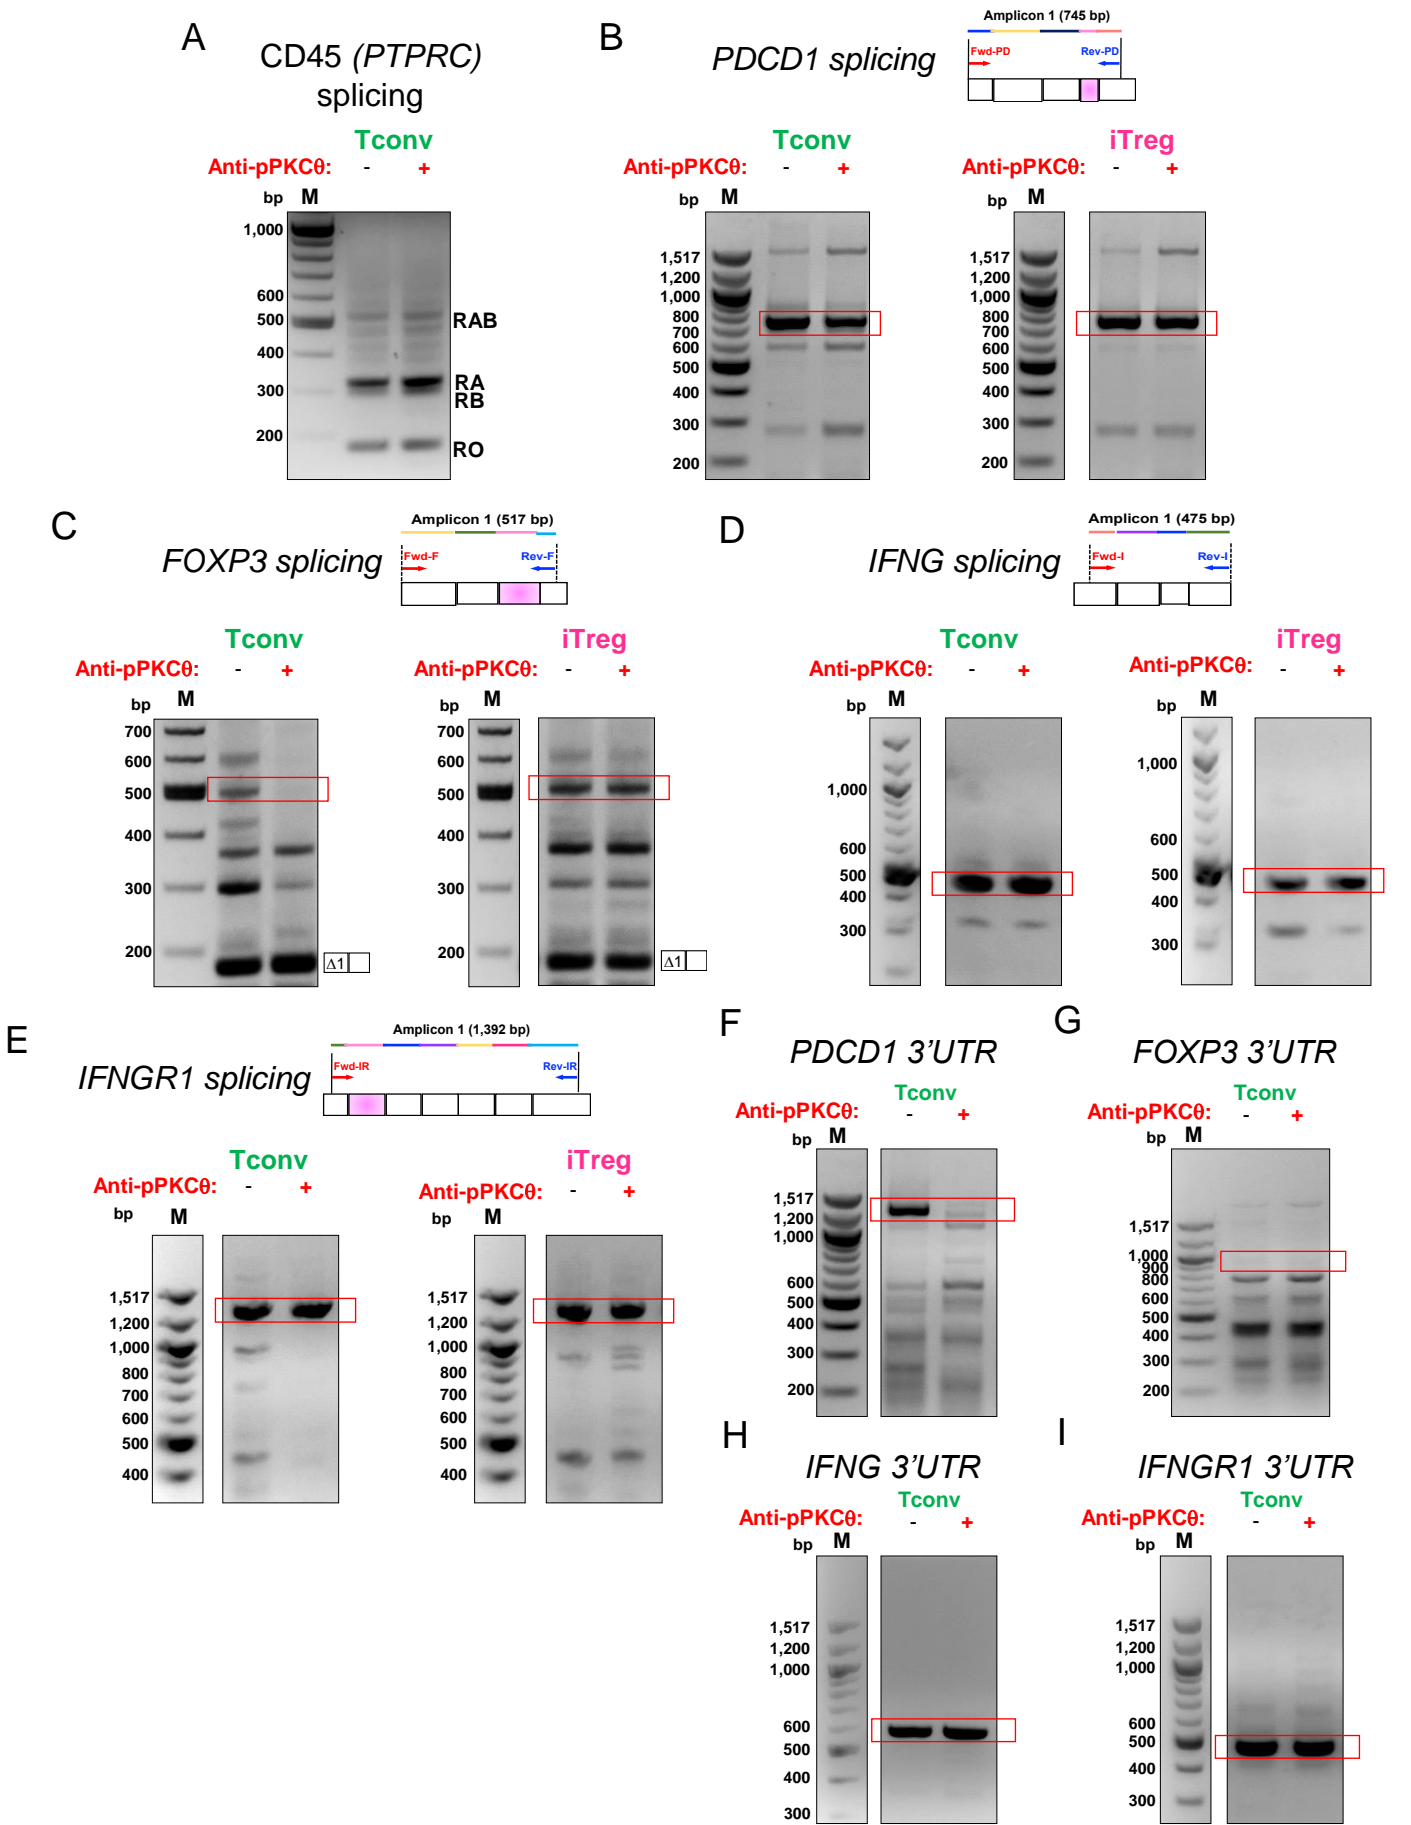 A
CD45 (PTPRC)
splicing
Tconv
Anti-pPKCθ: - +
bp M
1,000
600
500
400
300
200
RAB
RA
RB
RO
B
PDCD1 splicing
Amplicon 1 (745 bp)
Fwd-PD Rev-PD
Tconv
Anti-pPKCθ: - +
bp M
1,517
1,200
1,000
800
700
600
500
400
300
200
iTreg
Anti-pPKCθ: - +
bp M
1,517
1,200
1,000
800
700
600
500
400
300
200
C
FOXP3 splicing
Amplicon 1 (517 bp)
Fwd-F Rev-F
Tconv
Anti-pPKCθ: - +
bp M
700
600
500
400
300
200
Δ1
iTreg
Anti-pPKCθ: - +
bp M
700
600
500
400
300
200
Δ1
D
IFNG splicing
Amplicon 1 (475 bp)
Fwd-I Rev-I
Tconv
Anti-pPKCθ: - +
bp M
1,000
600
500
400
300
iTreg
Anti-pPKCθ: - +
bp M
1,000
600
500
400
300
E
IFNGR1 splicing
Amplicon 1 (1,392 bp)
Fwd-IR Rev-IR
Tconv
Anti-pPKCθ: - +
bp M
1,517
1,200
1,000
800
700
600
500
400
iTreg
Anti-pPKCθ: - +
bp M
1,517
1,200
1,000
800
700
600
500
400
F
PDCD1 3'UTR
Tconv
Anti-pPKCθ: - +
bp M
1,517
1,200
1,000
600
500
400
300
200
G
FOXP3 3'UTR
Tconv
Anti-pPKCθ: - +
bp M
1,517
1,000
900
800
600
500
400
300
200
H
IFNG 3'UTR
Tconv
Anti-pPKCθ: - +
bp M
1,517
1,200
1,000
600
500
400
300
I
IFNGR1 3'UTR
Tconv
Anti-pPKCθ: - +
bp M
1,517
1,200
1,000
600
500
400
300